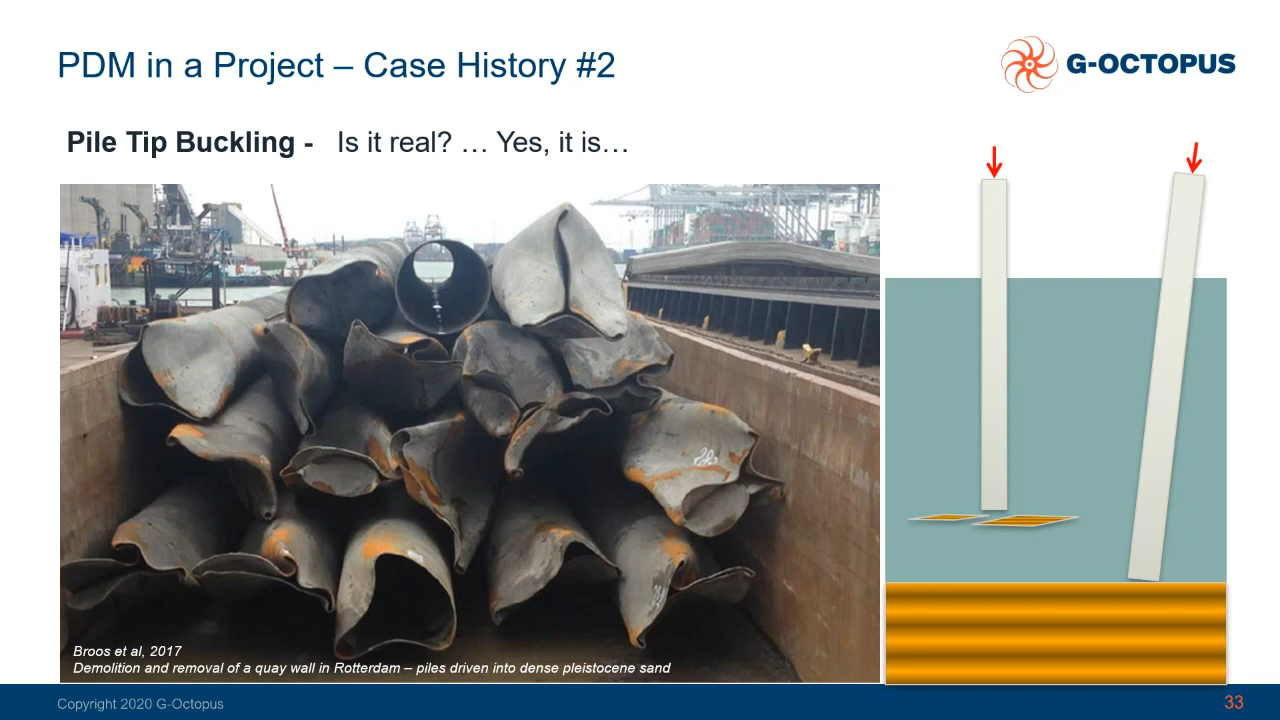 PDM in a Project – Case History #2
G-OCTOPUS
Pile Tip Buckling - Is it real? … Yes, it is…
Broos et al, 2017
Demolition and removal of a quay wall in Rotterdam – piles driven into dense pleistocene sand
Copyright 2020 G-Octopus
33